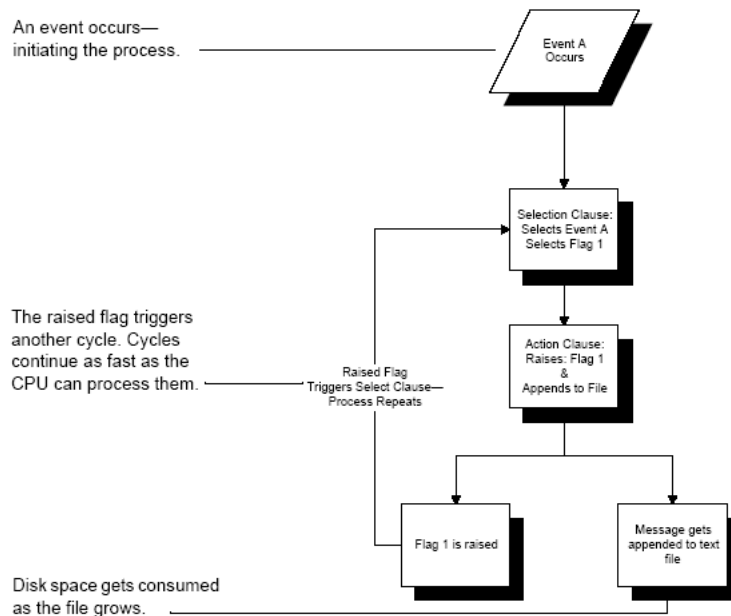 An event occurs—
initiating the process.
Event A
Occurs
Selection Clause:
Selects Event A
Selects Flag 1
The raised flag triggers
another cycle. Cycles
continue as fast as the
CPU can process them.
Raised Flag
Triggers Select Clause—
Process Repeats
Action Clause:
Raises: Flag 1
&
Appends to File
Flag 1 is raised
Message gets
appended to text
file
Disk space gets consumed
as the file grows.